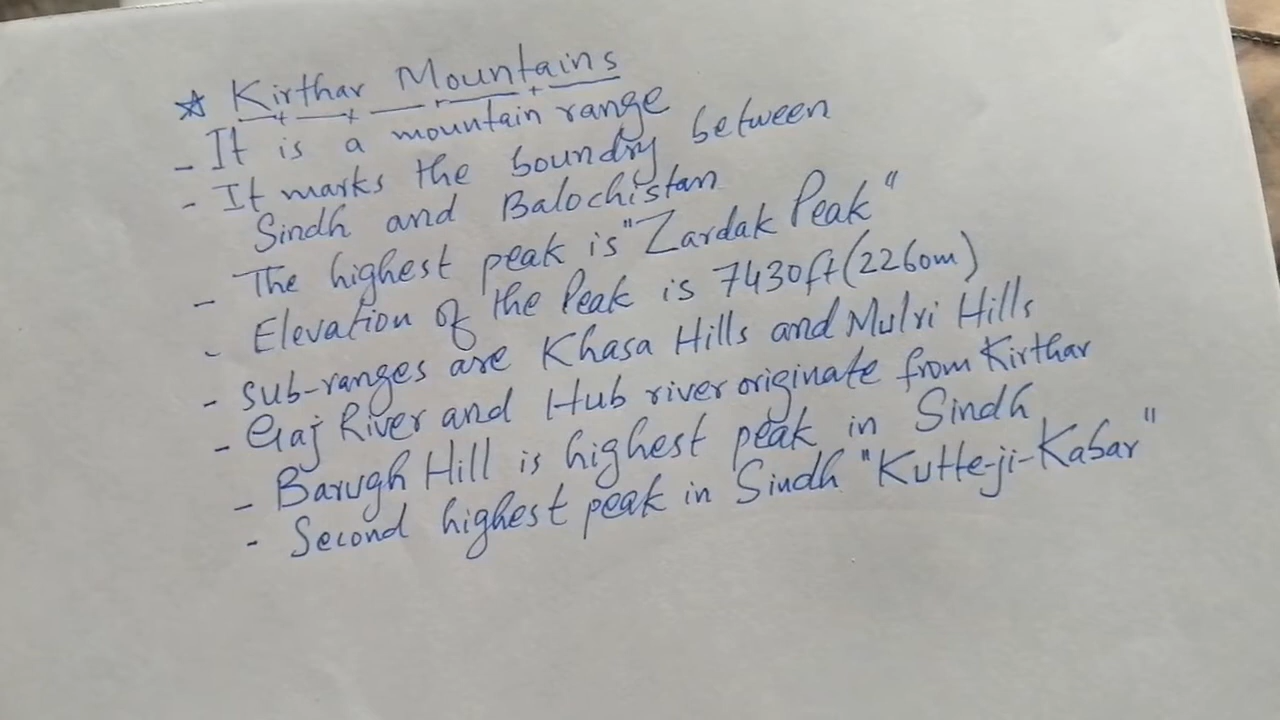 ☆ Kirthar Mountains
- It is a mountain range
- It marks the boundry between
Sindh and Balochistan
- The highest peak is "Zardak Peak"
- Elevation of the Peak is 7430ft (2260m)
- sub-ranges are Khasa Hills and Mulri Hills
- Gaj River and Hub river originate from Kirthar
- Barugh Hill is highest peak in Sindh
- Second highest peak in Sindh "Kutte-ji-Kabar"